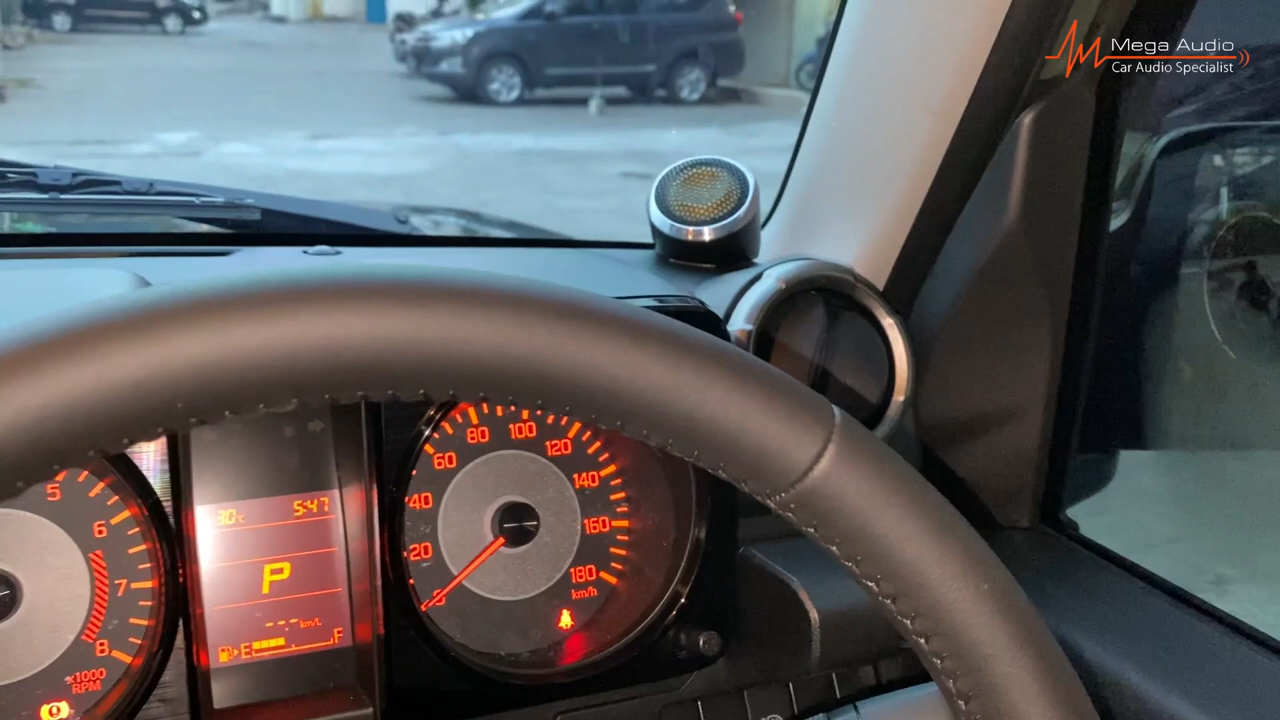 Mega Audio
Car Audio Specialist
5
6
7
8
x1000
RPM
30°C
5:47
P
---km/L
E
F
0
20
40
60
80
100
120
140
160
180
km/h